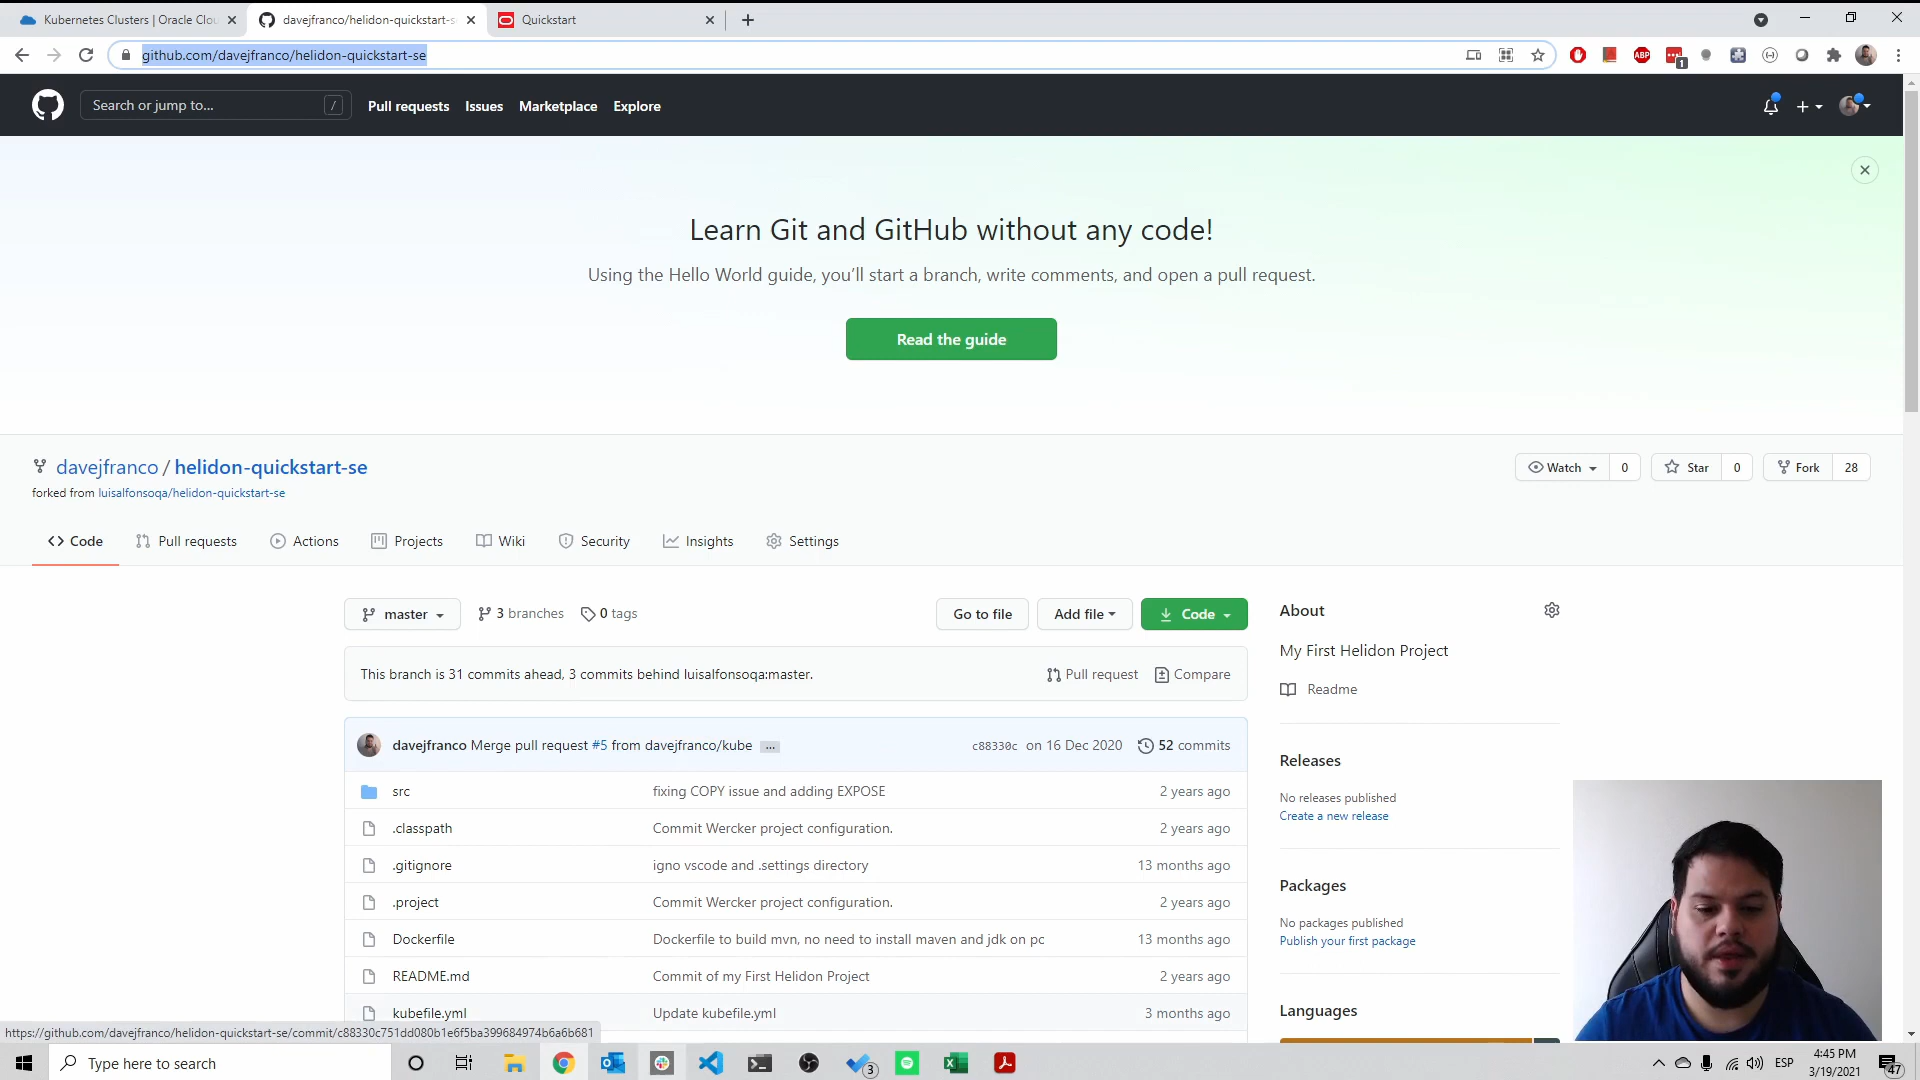 Kubernetes Clusters | Oracle Clou
davejfranco/helidon-quickstart-s
Quickstart
github.com/davejfranco/helidon-quickstart-se
ABP
1
Search or jump to...
/
Pull requests
Issues
Marketplace
Explore
Learn Git and GitHub without any code!
Using the Hello World guide, you’ll start a branch, write comments, and open a pull request.
Read the guide
davejfranco / helidon-quickstart-se
forked from luisalfonsoqa/helidon-quickstart-se
Watch 0
Star 0
Fork 28
Code
Pull requests
Actions
Projects
Wiki
Security
Insights
Settings
master
3 branches
0 tags
Go to file
Add file
Code
This branch is 31 commits ahead, 3 commits behind luisalfonsoqa:master.
Pull request
Compare
davejfranco Merge pull request #5 from davejfranco/kube ...
c88330c on 16 Dec 2020
52 commits
src fixing COPY issue and adding EXPOSE 2 years ago
.classpath Commit Wercker project configuration. 2 years ago
.gitignore igno vscode and .settings directory 13 months ago
.project Commit Wercker project configuration. 2 years ago
Dockerfile Dockerfile to build mvn, no need to install maven and jdk on pc 13 months ago
README.md Commit of my First Helidon Project 2 years ago
kubefile.yml Update kubefile.yml 3 months ago
About
My First Helidon Project
Readme
Releases
No releases published
Create a new release
Packages
No packages published
Publish your first package
Languages
https://github.com/davejfranco/helidon-quickstart-se/commit/c88330c751dd080b1e6f5ba399684974b6a6b681
Type here to search
3
ESP
4:45 PM
3/19/2021
47